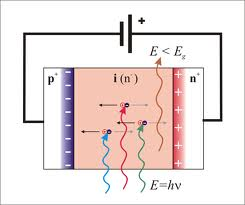 +
E < E_g
p⁺ i (n⁻) n⁺
E=hν